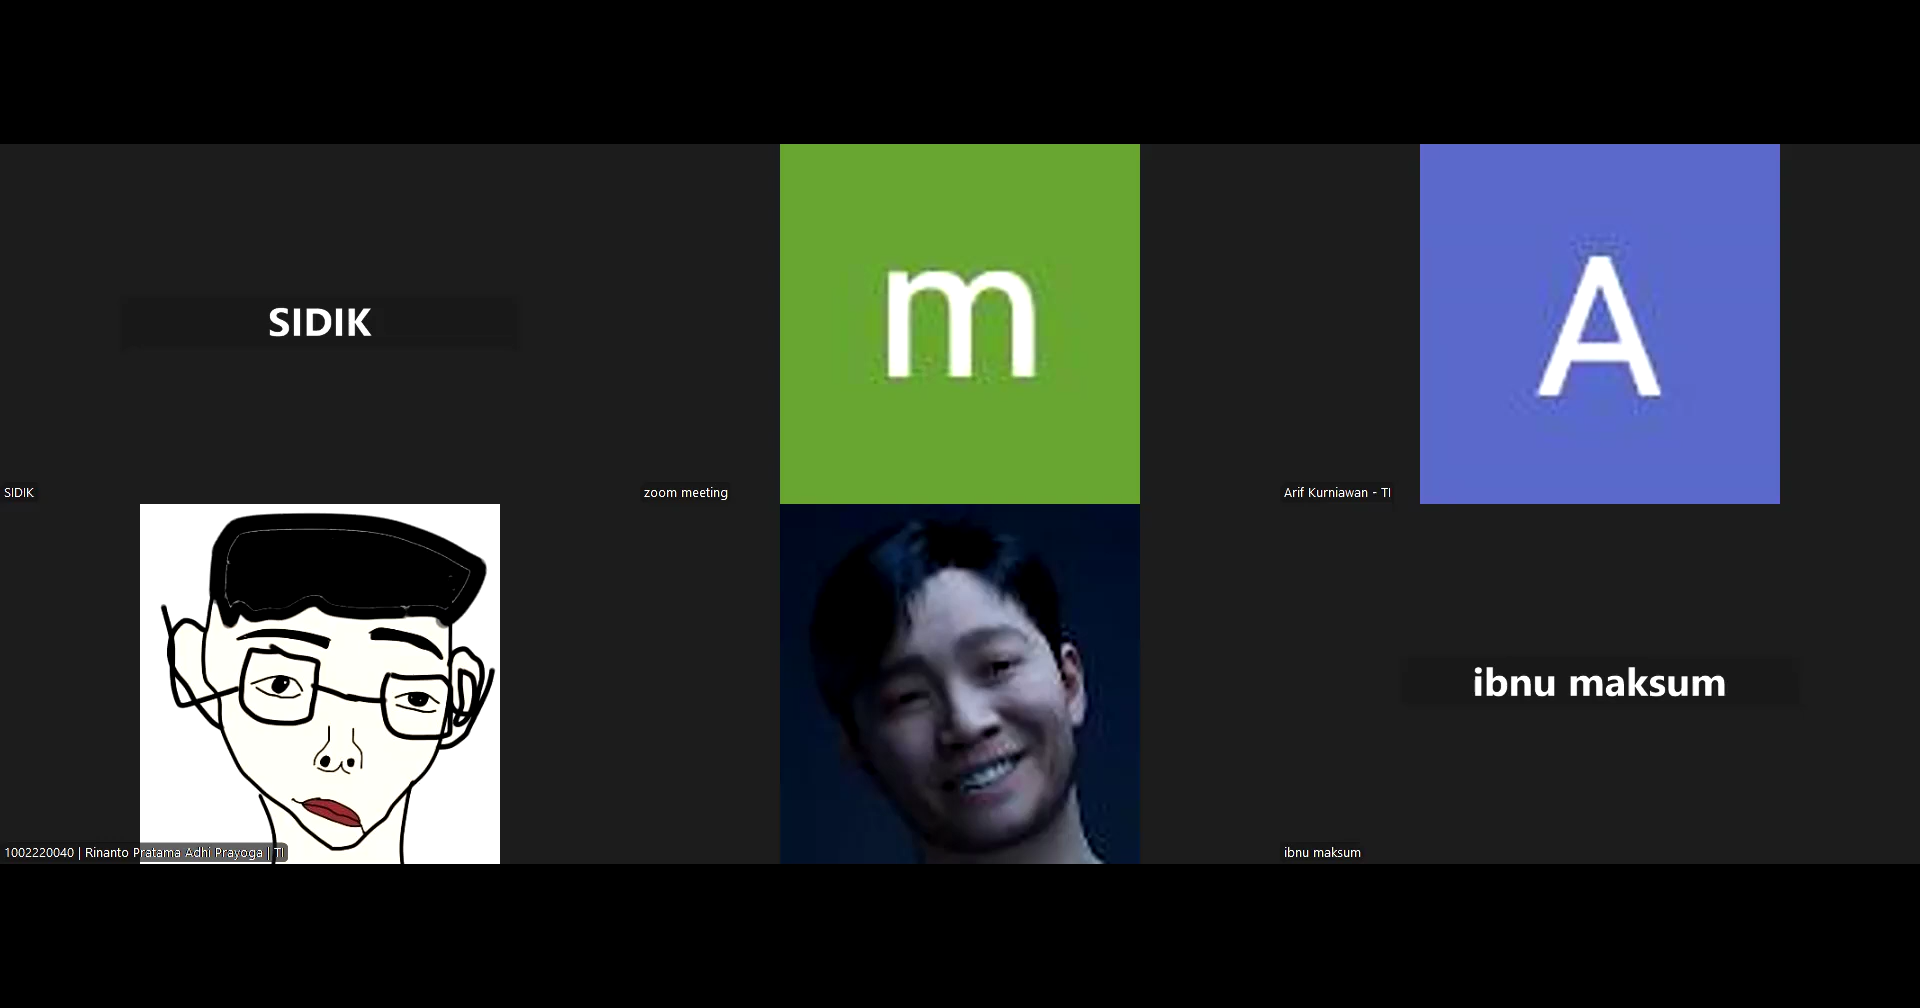 SIDIK
m
A
SIDIK
zoom meeting
Arif Kurniawan - TI
ibnu maksum
1002220040 | Rinanto Pratama Adhi Prayoga | TI
ibnu maksum